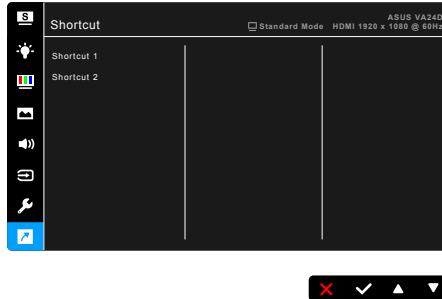 S
Shortcut
ASUS VA24D
Standard Mode HDMI 1920 x 1080 @ 60Hz
Shortcut 1
Shortcut 2